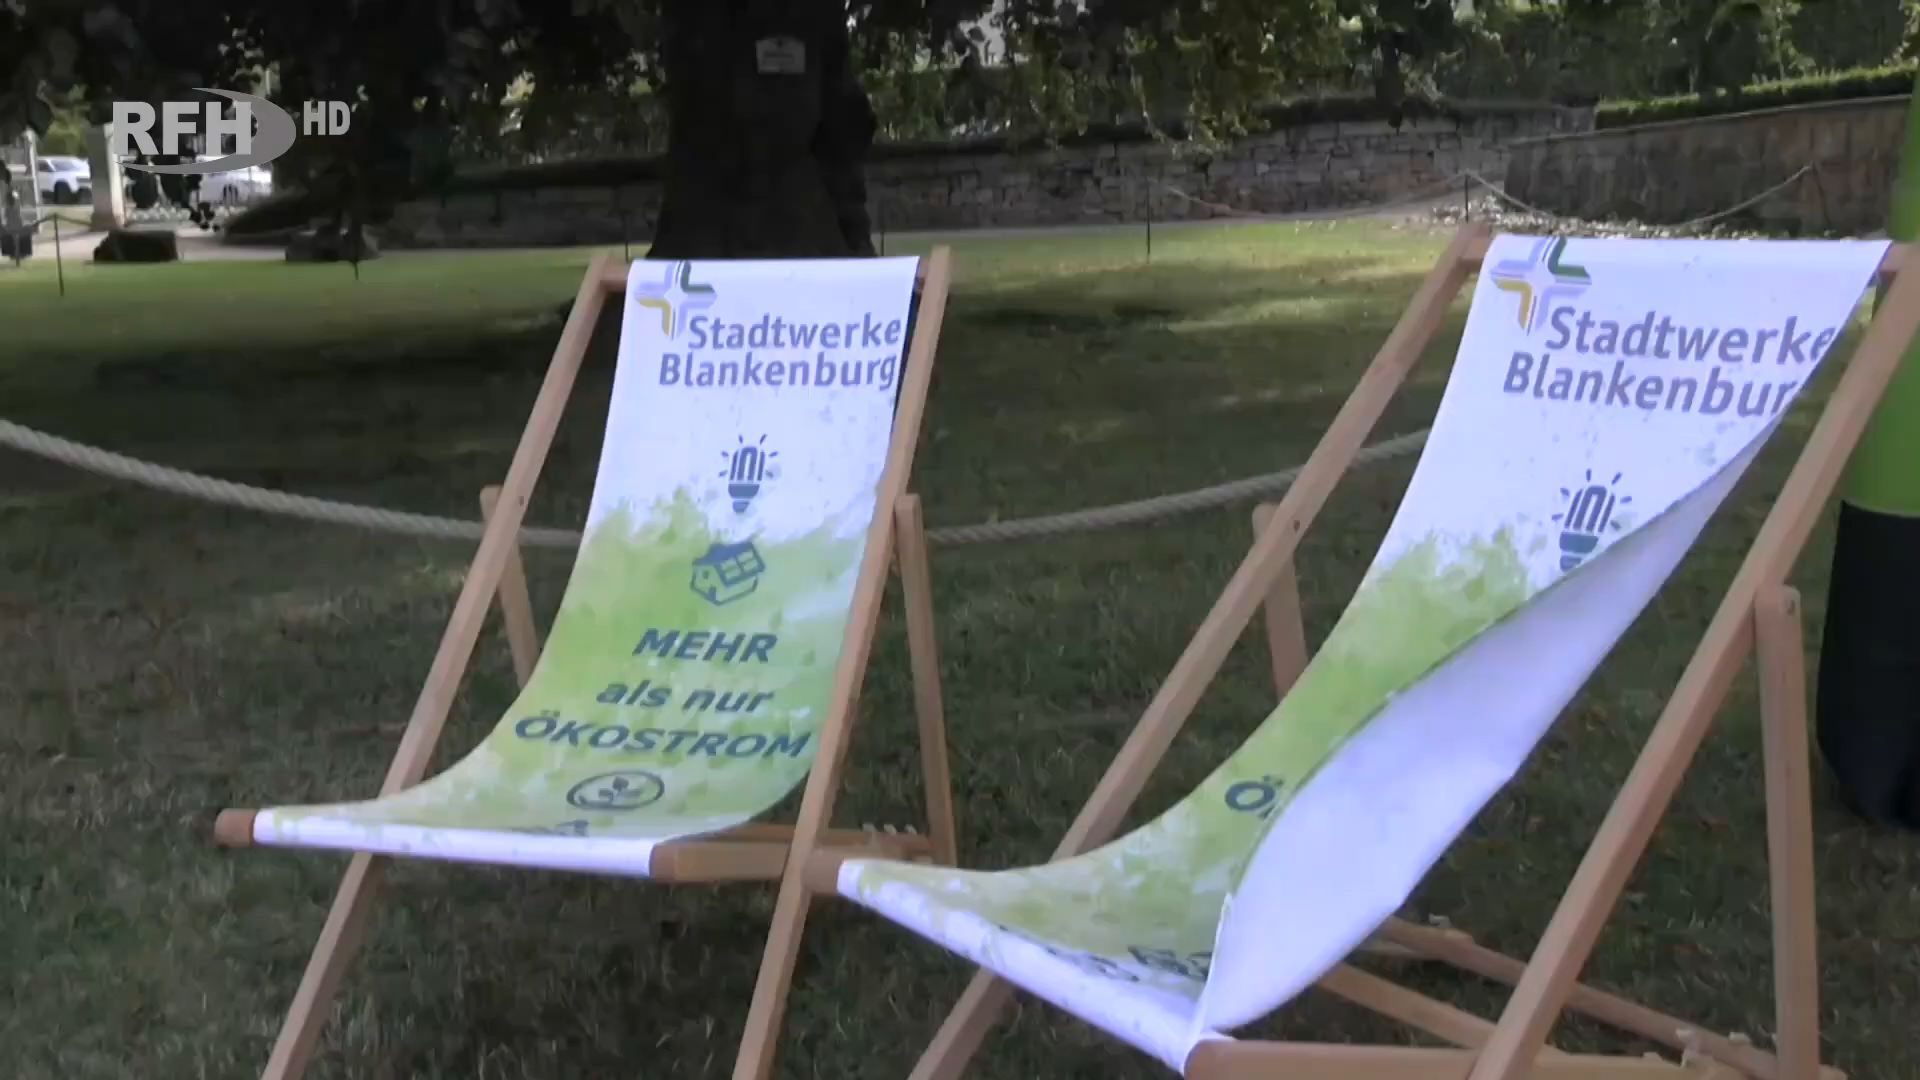 RFH HD
Stadtwerke
Blankenburg
MEHR
als nur
ÖKOSTROM
Stadtwerke
Blankenburg